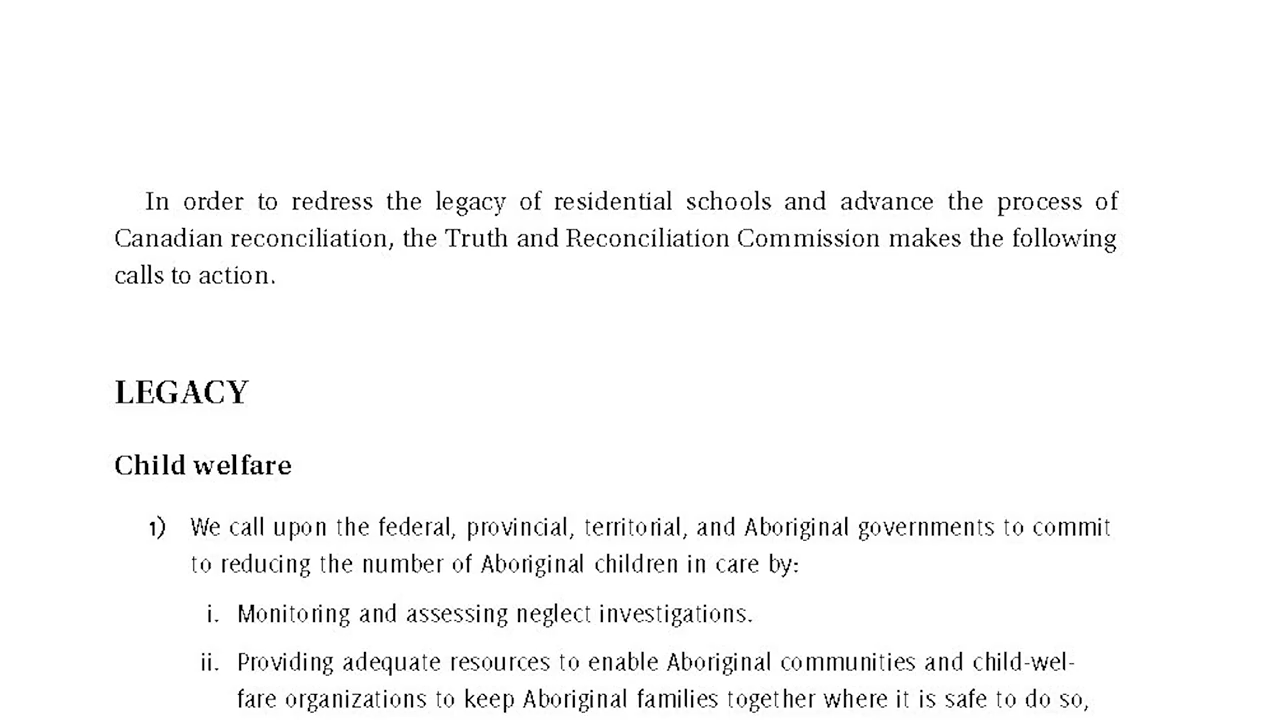 In order to redress the legacy of residential schools and advance the process of
Canadian reconciliation, the Truth and Reconciliation Commission makes the following
calls to action.
LEGACY
Child welfare
1) We call upon the federal, provincial, territorial, and Aboriginal governments to commit
to reducing the number of Aboriginal children in care by:
i. Monitoring and assessing neglect investigations.
ii. Providing adequate resources to enable Aboriginal communities and child-wel-
fare organizations to keep Aboriginal families together where it is safe to do so,